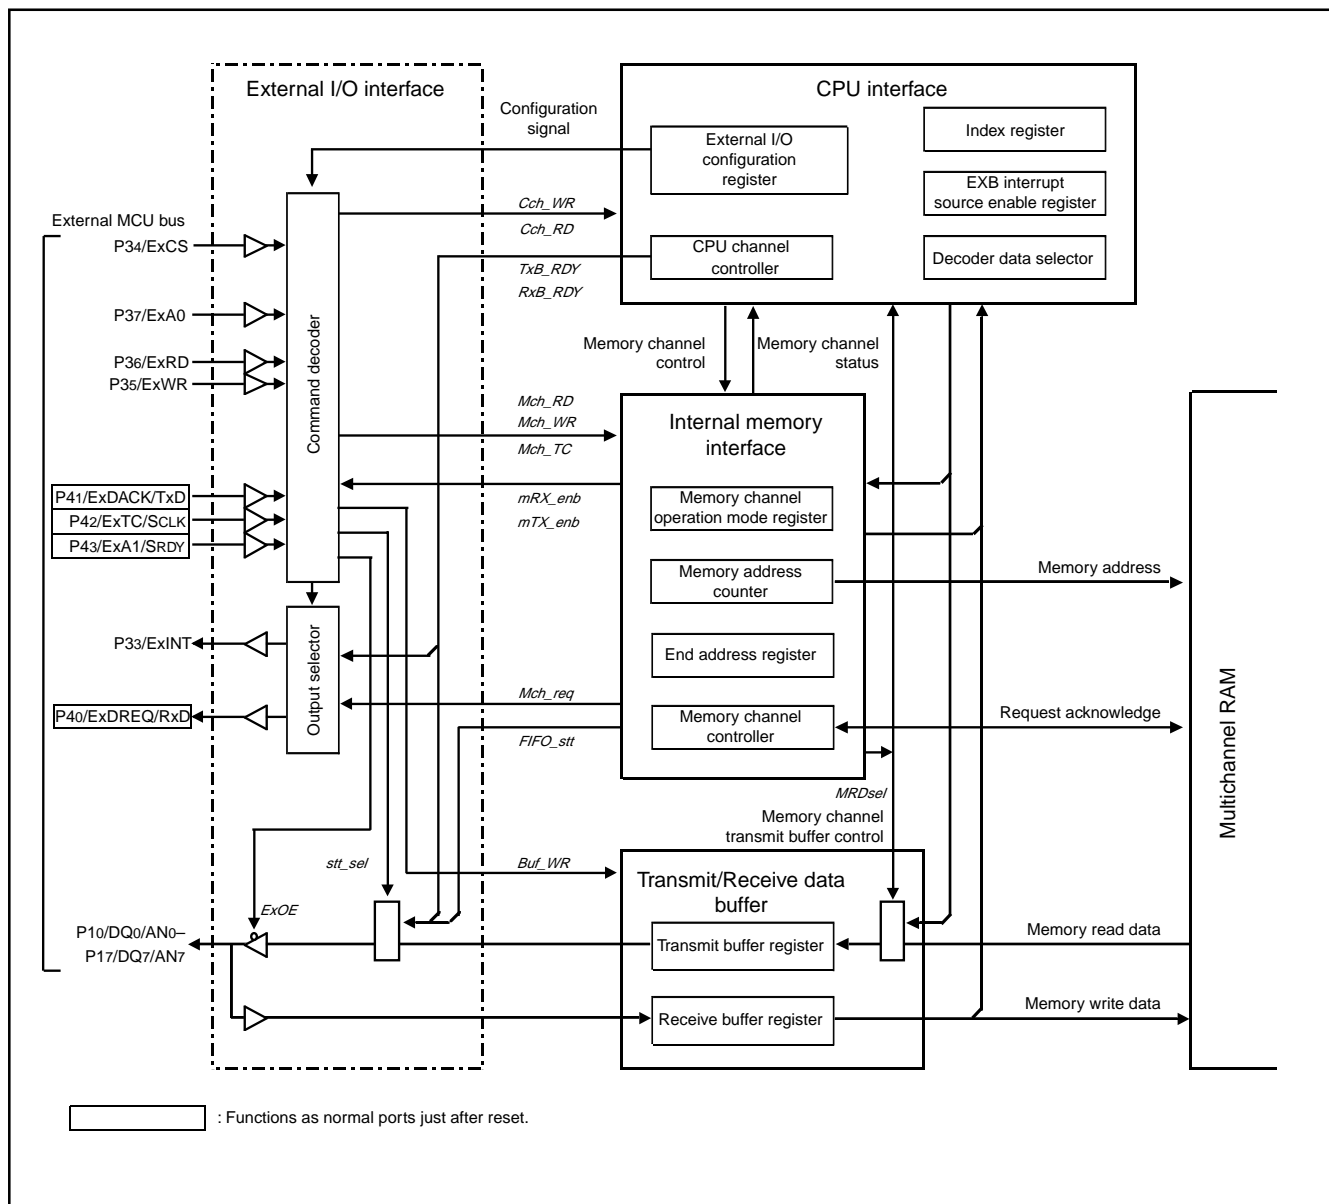 External I/O interface
CPU interface
Configuration
signal
External I/O
configuration
register
Index register
EXB interrupt
source enable register
Decoder data selector
CPU channel
controller
Cch_WR
Cch_RD
TxB_RDY
RxB_RDY
External MCU bus
P34/ExCS
P37/ExA0
P36/ExRD
P35/ExWR
P41/ExDACK/TxD
P42/ExTC/SCLK
P43/ExA1/SRDY
P33/ExINT
P40/ExDREQ/RxD
P10/DQ0/AN0–
P17/DQ7/AN7
Command decoder
Output selector
Memory channel
control
Memory channel
status
Mch_RD
Mch_WR
Mch_TC
mRX_enb
mTX_enb
Mch_req
FIFO_stt
Internal memory
interface
Memory channel
operation mode register
Memory address
counter
End address register
Memory channel
controller
Memory address
Request acknowledge
Multichannel RAM
MRDsel
Memory channel
transmit buffer control
stt_sel
ExOE
Buf_WR
Transmit/Receive data
buffer
Transmit buffer register
Receive buffer register
Memory read data
Memory write data
: Functions as normal ports just after reset.